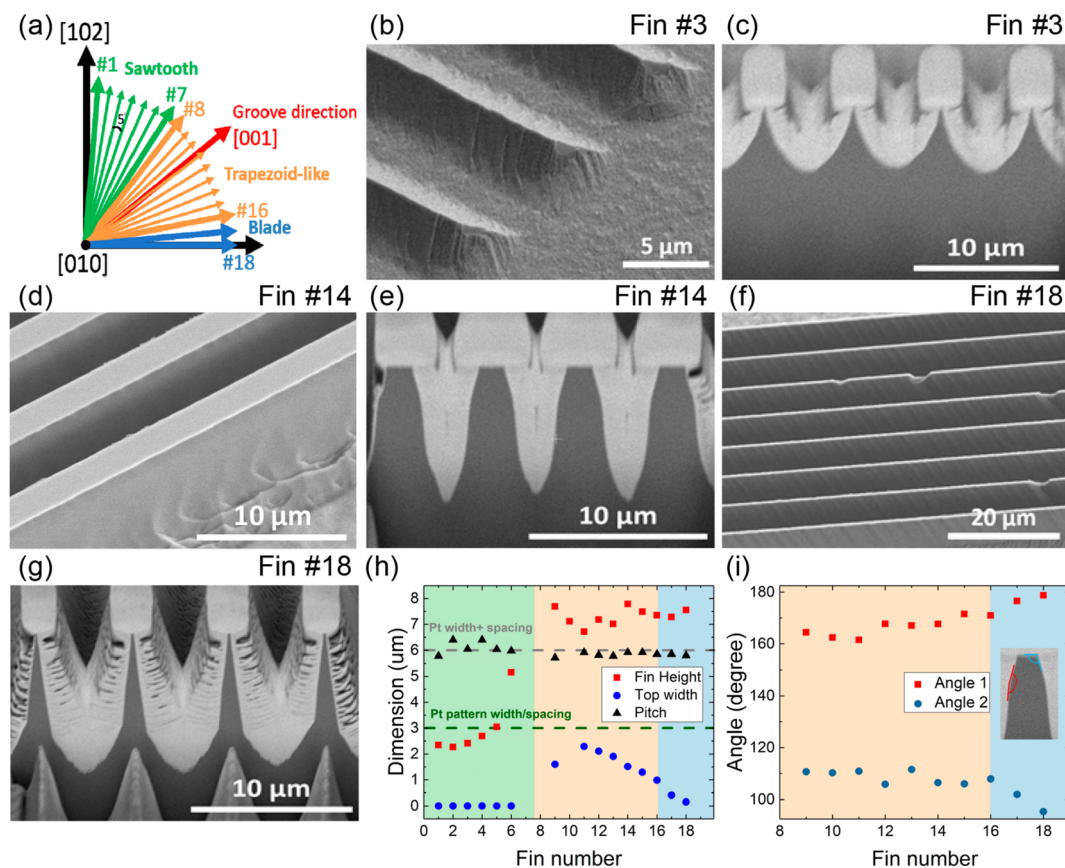 (a)
[102]
#1 Sawtooth
#7
#8
5
Groove direction
[001]
Trapezoid-like
#16
Blade
#18
[010]
(b) Fin #3
5 μm
(c) Fin #3
10 μm
(d) Fin #14
10 μm
(e) Fin #14
10 μm
(f) Fin #18
20 μm
(g) Fin #18
10 μm
(h)
Dimension (um)
8
7
6
5
4
3
2
1
0
Pt width+ spacing
Fin Height
Top width
Pitch
Pt pattern width/spacing
0 2 4 6 8 10 12 14 16 18
Fin number
(i)
Angle (degree)
180
160
140
120
100
Angle 1
Angle 2
8 10 12 14 16 18
Fin number